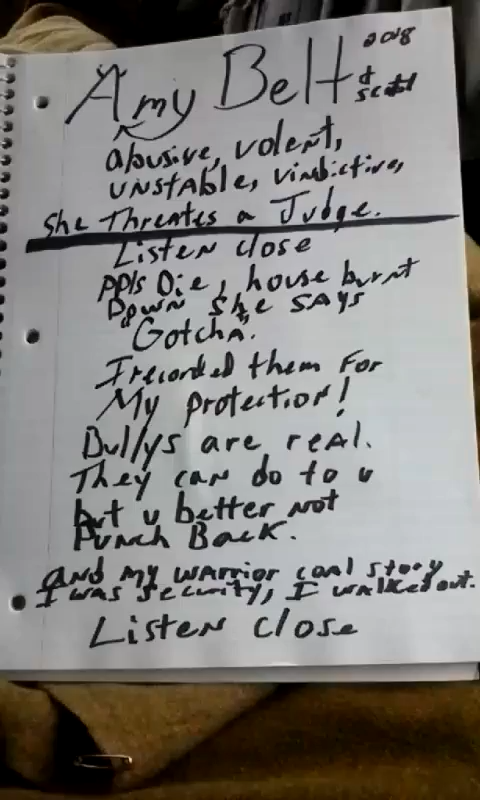 Amy Belt 2018
& scott
abusive, volent,
unstable, vindictive,
She Threates a Judge.
Listen close
ppls Die, house burnt
Down she says
"Gotcha".
I recorded them for
My protection!
Bullys are real.
They can do to u
but u better not
Punch Back.
and my warrior coal story
I was security, I walked out.
Listen close